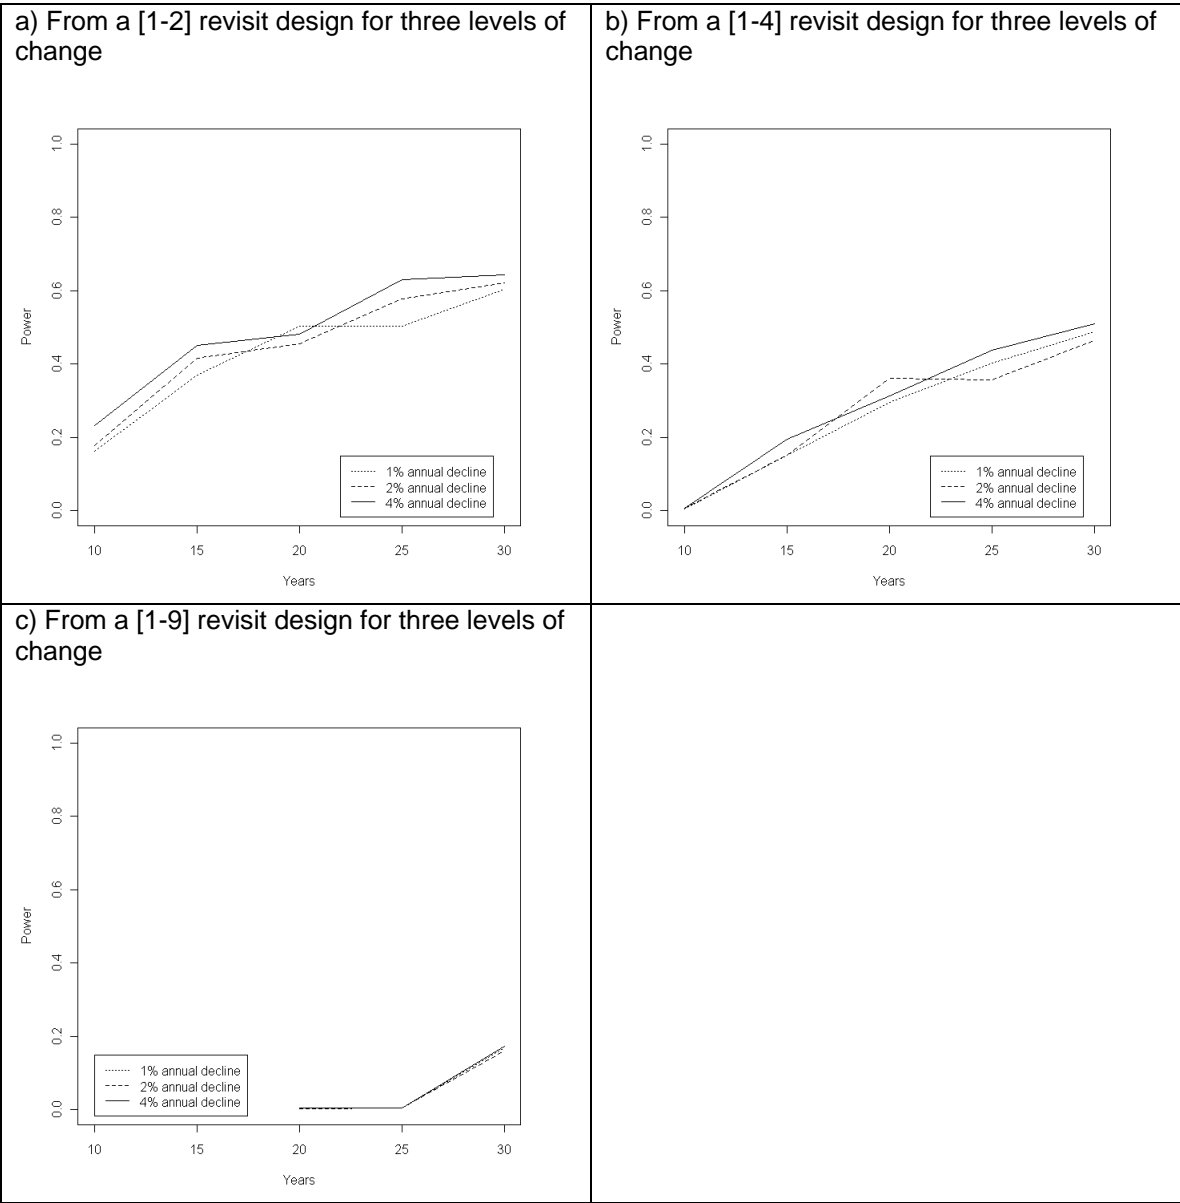 a) From a [1-2] revisit design for three levels of
change
1.0
0.8
0.6
0.4
0.2
0.0
Power
10 15 20 25 30
Years
1% annual decline
2% annual decline
4% annual decline
b) From a [1-4] revisit design for three levels of
change
1.0
0.8
0.6
0.4
0.2
0.0
Power
10 15 20 25 30
Years
1% annual decline
2% annual decline
4% annual decline
c) From a [1-9] revisit design for three levels of
change
1.0
0.8
0.6
0.4
0.2
0.0
Power
10 15 20 25 30
Years
1% annual decline
2% annual decline
4% annual decline